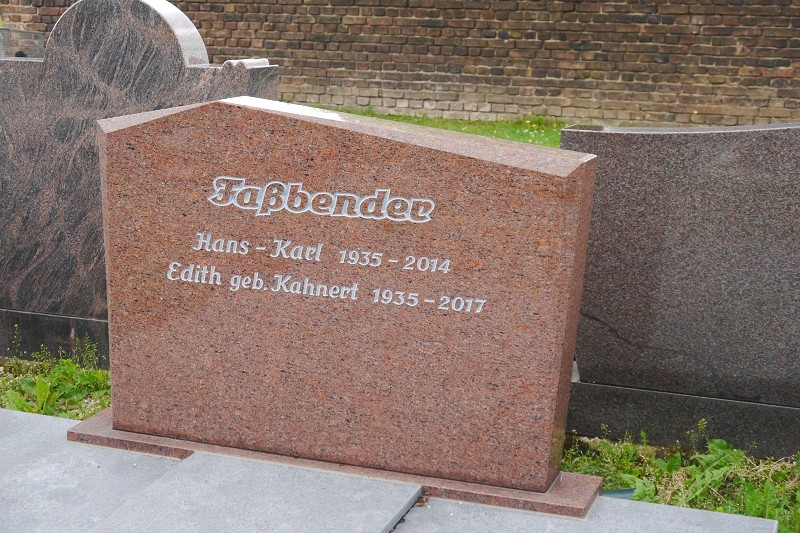 Faßbender
Hans - Karl 1935 - 2014
Edith geb. Kahnert 1935 - 2017